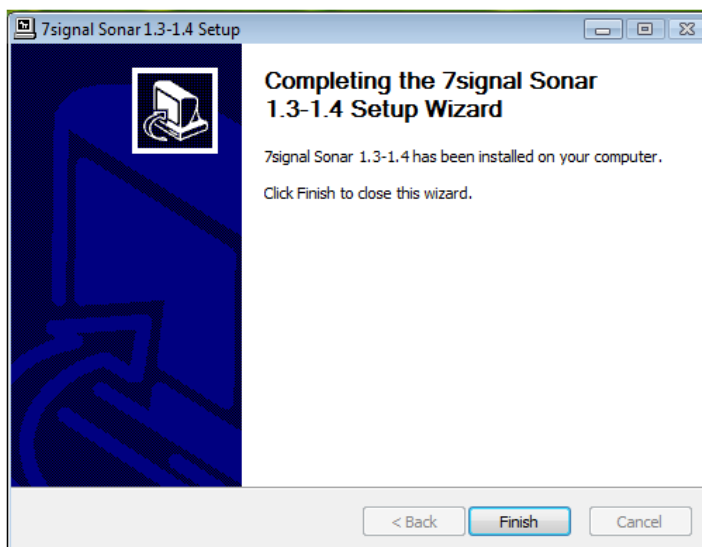 7signal Sonar 1.3-1.4 Setup
Completing the 7signal Sonar
1.3-1.4 Setup Wizard
7signal Sonar 1.3-1.4 has been installed on your computer.
Click Finish to close this wizard.
< Back Finish Cancel